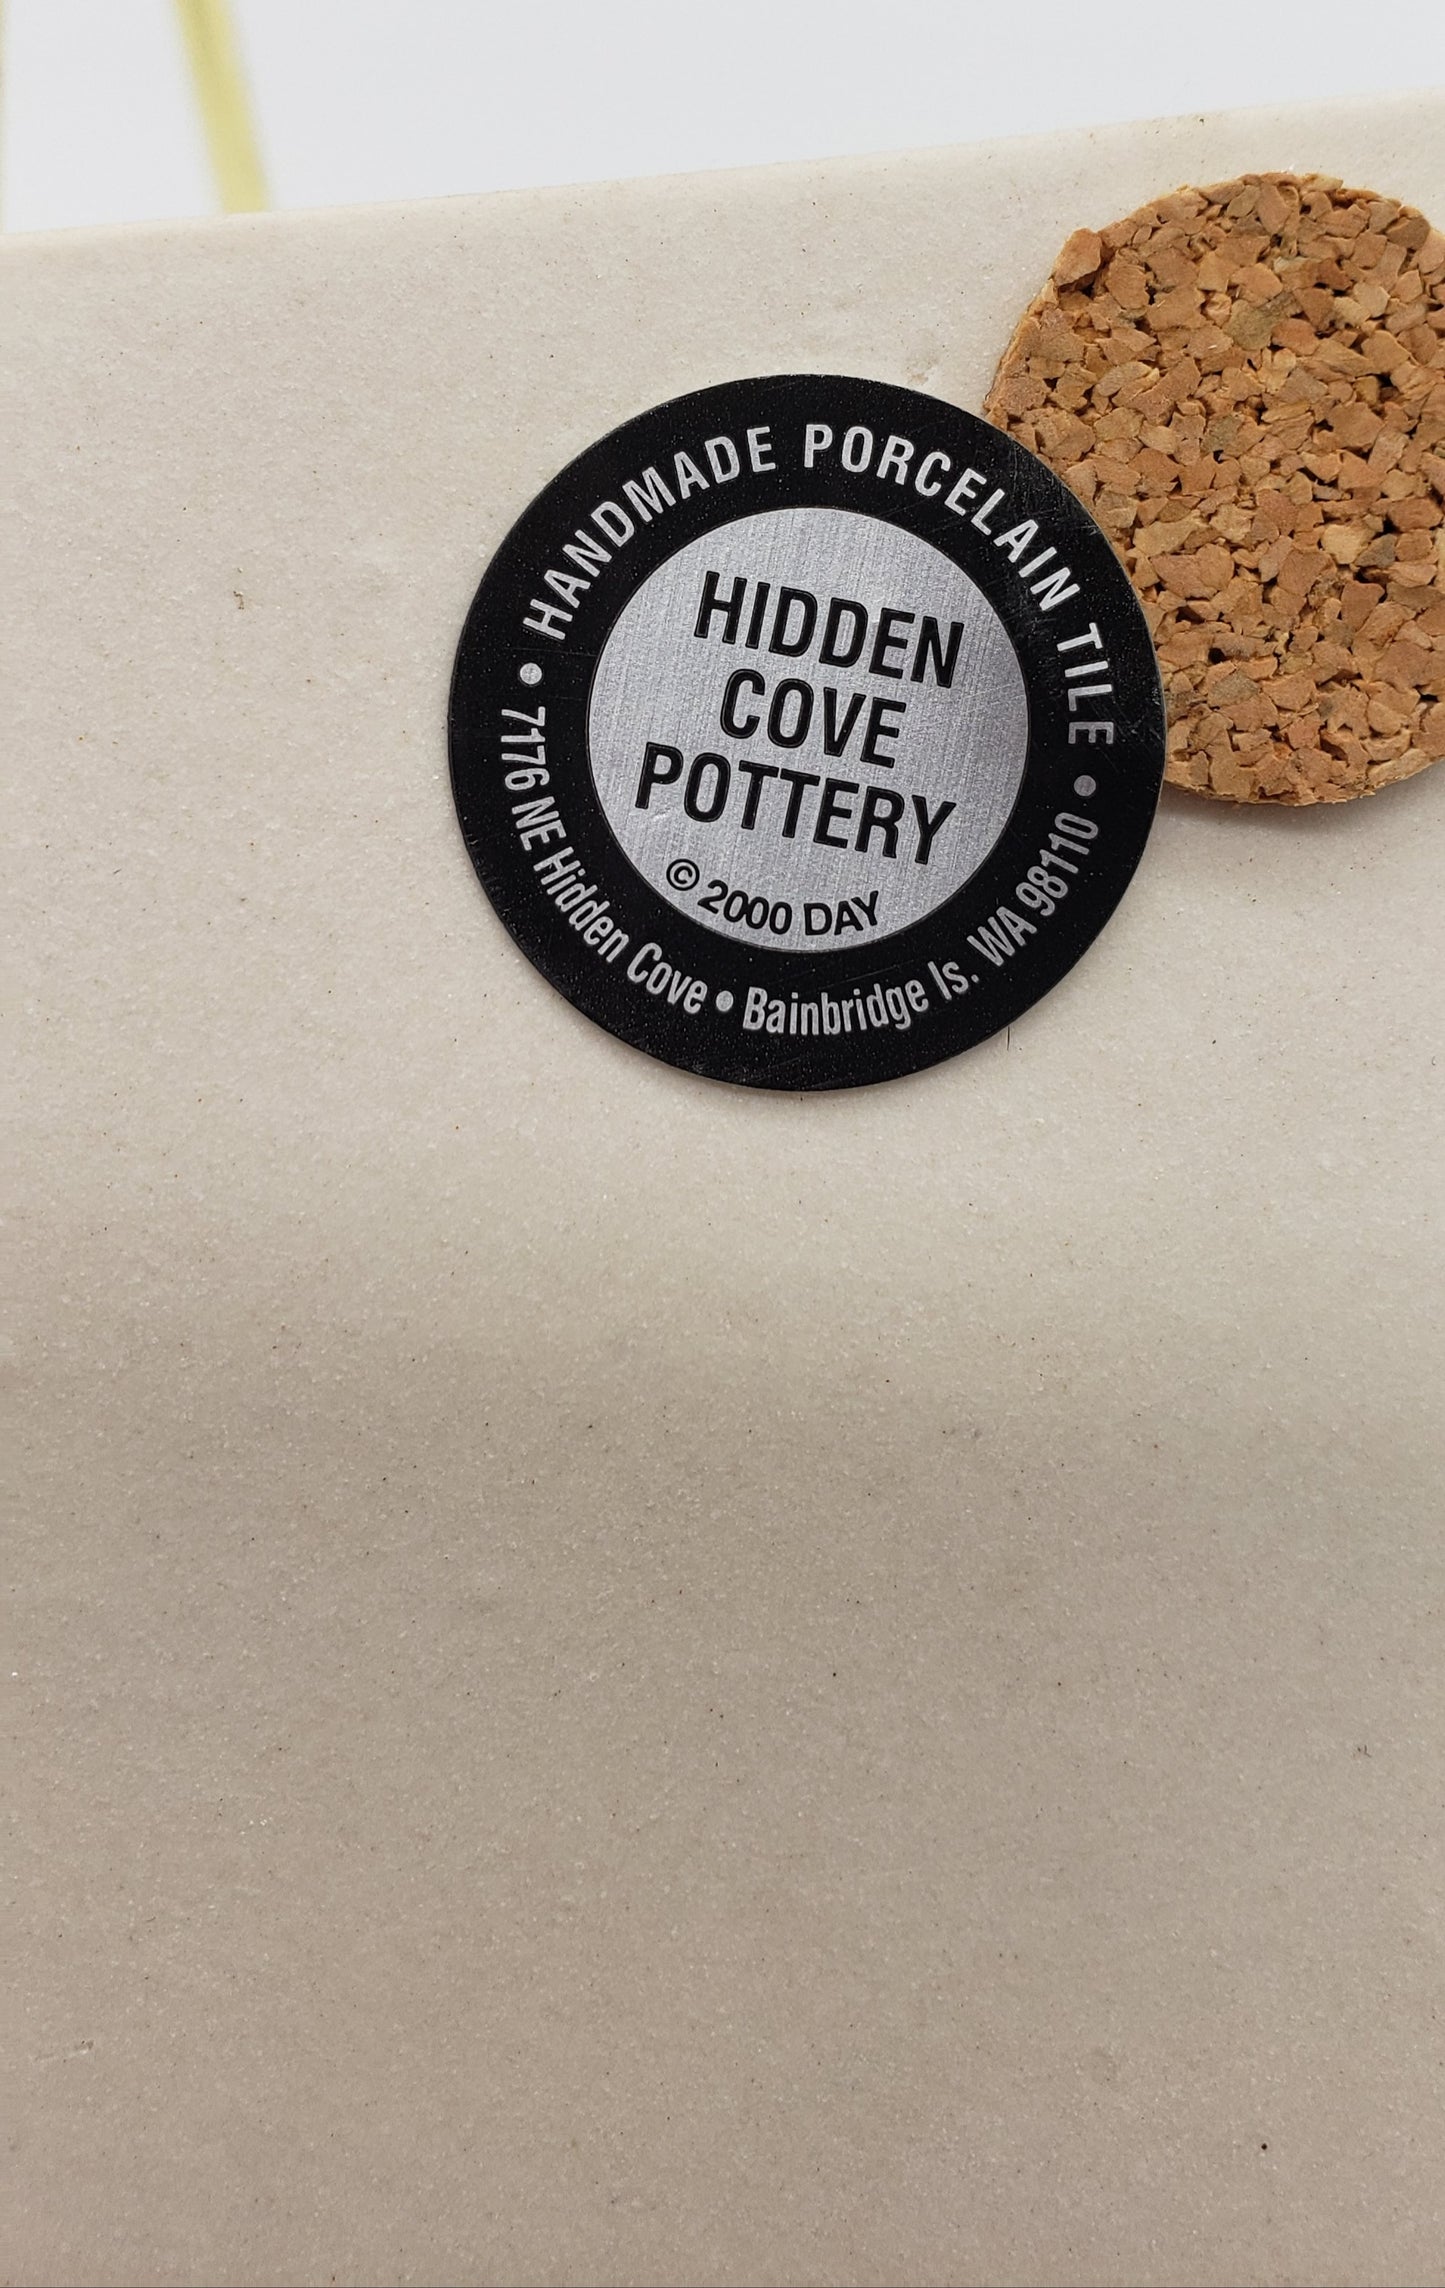 HANDMADE PORCELAIN TILE
HIDDEN
COVE
POTTERY
© 2000 DAY
• 7176 NE Hidden Cove • Bainbridge Is. WA 98110 •